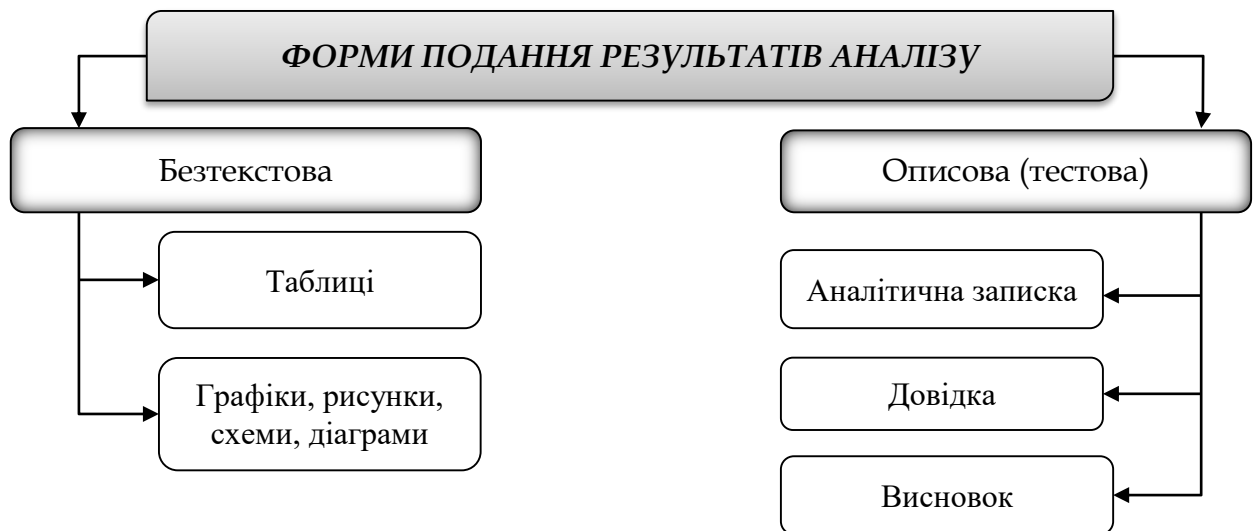 ФОРМИ ПОДАННЯ РЕЗУЛЬТАТІВ АНАЛІЗУ
Безтекстова
Таблиці
Графіки, рисунки,
схеми, діаграми
Описова (тестова)
Аналітична записка
Довідка
Висновок